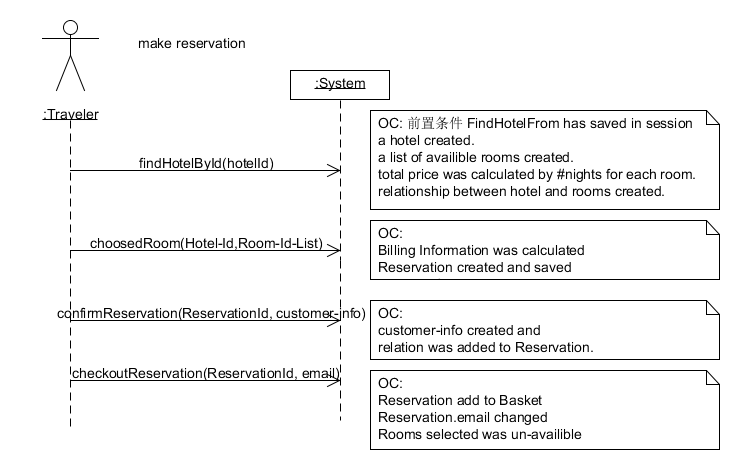 make reservation
:System
:Traveler
OC: 前置条件 FindHotelFrom has saved in session
a hotel created.
a list of availible rooms created.
total price was calculated by #nights for each room.
relationship between hotel and rooms created.
findHotelById(hotelId)
OC:
Billing Information was calculated
Reservation created and saved
choosedRoom(Hotel-Id,Room-Id-List)
OC:
customer-info created and
relation was added to Reservation.
confirmReservation(ReservationId, customer-info)
checkoutReservation(ReservationId, email)
OC:
Reservation add to Basket
Reservation.email changed
Rooms selected was un-availible